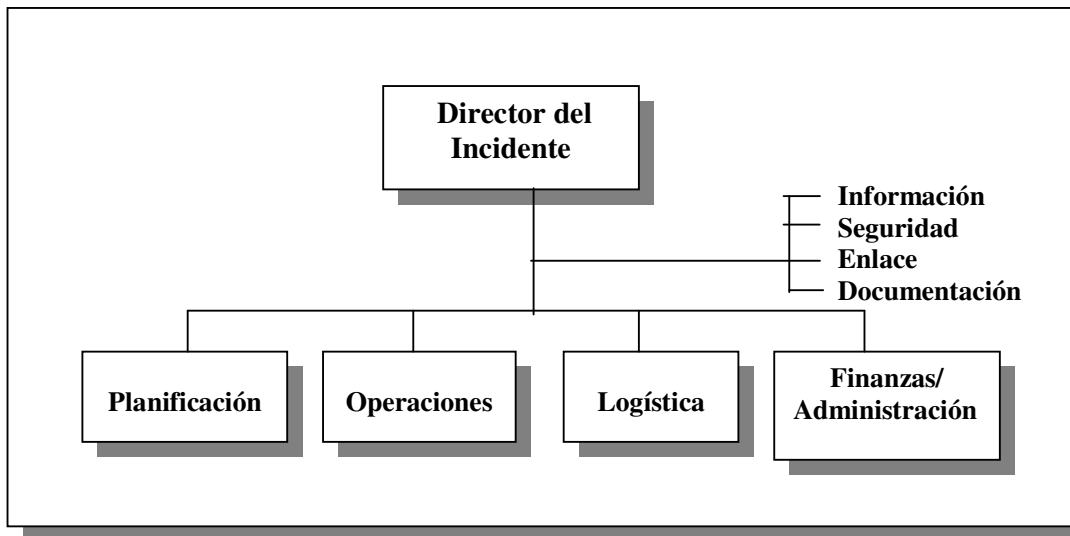 Director del
Incidente
Información
Seguridad
Enlace
Documentación
Planificación
Operaciones
Logística
Finanzas/
Administración